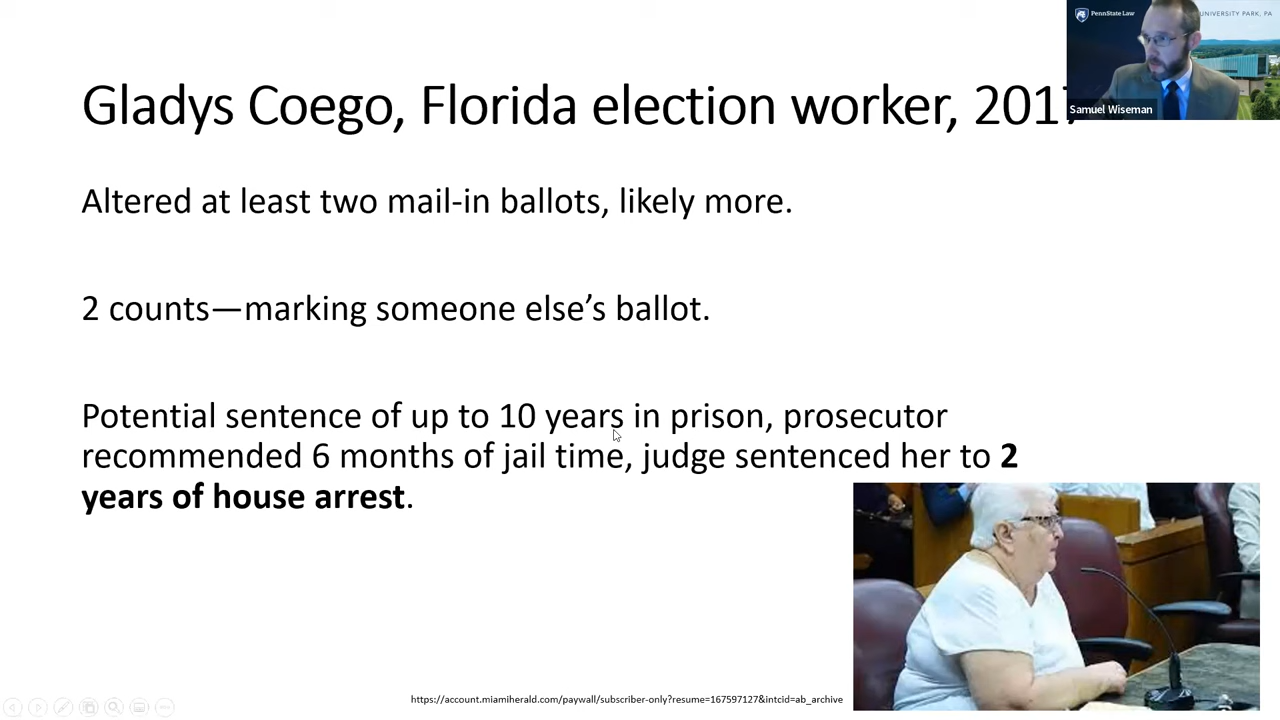 PennState Law
UNIVERSITY PARK, PA
Samuel Wiseman
Gladys Coego, Florida election worker, 2017
Altered at least two mail-in ballots, likely more.
2 counts—marking someone else’s ballot.
Potential sentence of up to 10 years in prison, prosecutor
recommended 6 months of jail time, judge sentenced her to 2
years of house arrest.
https://account.miamiherald.com/paywall/subscriber-only?resume=167597127&intcid=ab_archive